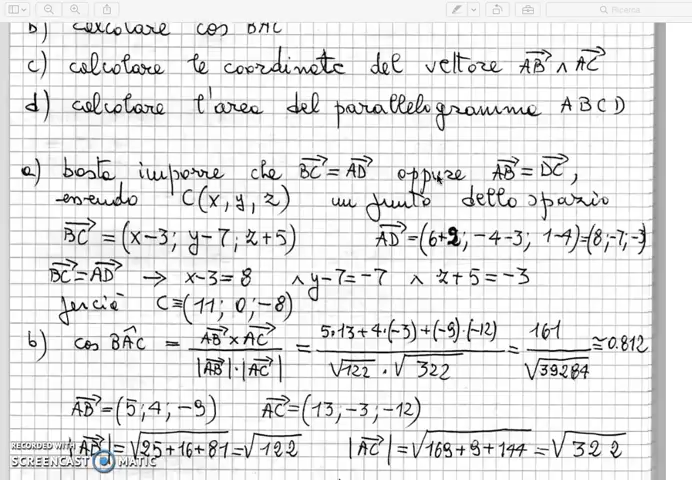 Ricerca
b) calcolare cos BAC
c) calcolare le coordinate del vettore AB ∧ AC
d) calcolare l'area del parallelogramma ABCD
a) basta imporre che BC = AD oppure AB = DC,
essendo C(x, y, z) un punto dello spazio
BC = (x-3; y-7; z+5) AD = (6+2; -4-3; 1-4) = (8; -7; -3)
BC = AD → x-3 = 8 ∧ y-7 = -7 ∧ z+5 = -3
perciò C ≡ (11; 0; -8)
b) cos BAC = AB × AC / |AB|·|AC| = 5·13+4·(-3)+(-9)·(-12) / √122 · √322 = 161 / √39284 ≅ 0.812
AB = (5; 4; -9) AC = (13; -3; -12)
|AB| = √25+16+81 = √122 |AC| = √169+9+144 = √322
RECORDED WITH
SCREENCAST MATIC